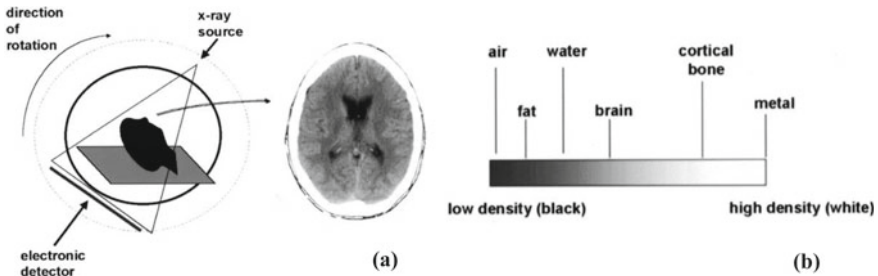 direction
of
rotation
x-ray
source
electronic
detector
(a)
air
water
cortical
bone
fat
brain
metal
low density (black)
high density (white)
(b)